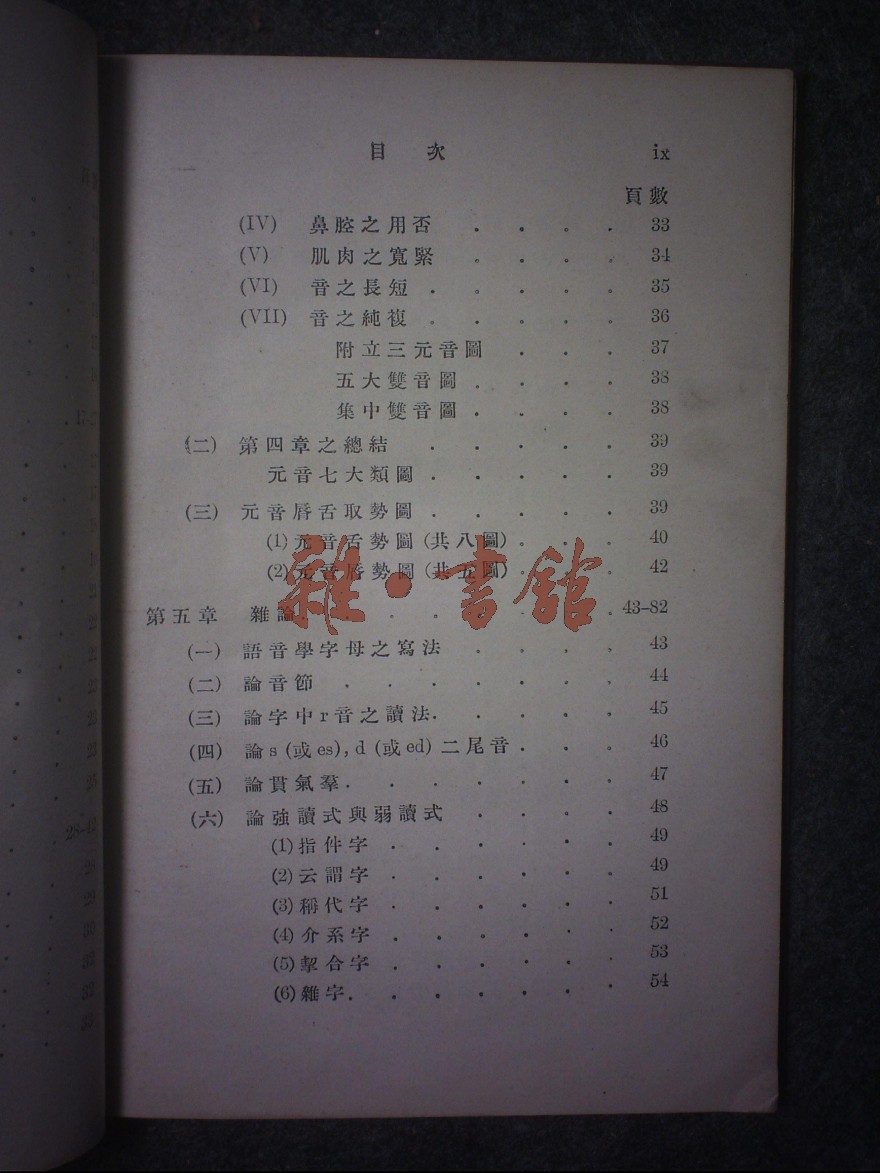 目 次 ix
頁數
(IV) 鼻腔之用否 . . . . 33
(V) 肌肉之寬緊 . . . . 34
(VI) 音之長短 . . . . . 35
(VII) 音之純複 . . . . . 36
附立三元音圖 . . . 37
五大雙音圖 . . . . 38
集中雙音圖 . . . . 38
(二) 第四章之總結 . . . . . 39
元音七大類圖 . . . . . 39
(三) 元音唇舌取勢圖 . . . . . 39
(1) 元音舌勢圖 (共八圖) . . . 40
(2) 元音唇勢圖 (共五圖) . . . 42
第五章 雜論 . . . . . . . . 43–82
(一) 語音學字母之寫法 . . . . 43
(二) 論音節 . . . . . . . 44
(三) 論字中 r 音之讀法 . . . . . 45
(四) 論 s (或 es), d (或 ed) 二尾音 . . . 46
(五) 論貫氣羣 . . . . . . . 47
(六) 論強讀式與弱讀式 . . . . 48
(1) 指件字 . . . . . . 49
(2) 云謂字 . . . . . . 49
(3) 稱代字 . . . . . . 51
(4) 介系字 . . . . . . 52
(5) 挈合字 . . . . . . 53
(6) 雜字 . . . . . . . 54
雜·書館